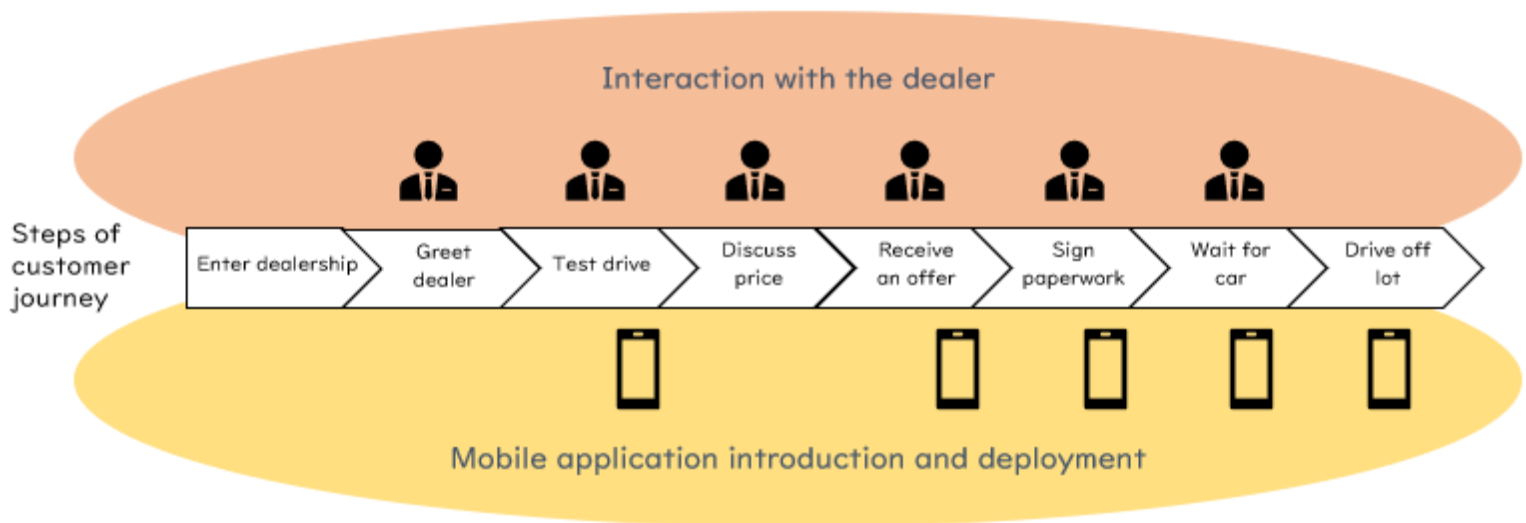 Interaction with the dealer
Steps of
customer
journey
Enter dealership
Greet
dealer
Test drive
Discuss
price
Receive
an offer
Sign
paperwork
Wait for
car
Drive off
lot
Mobile application introduction and deployment